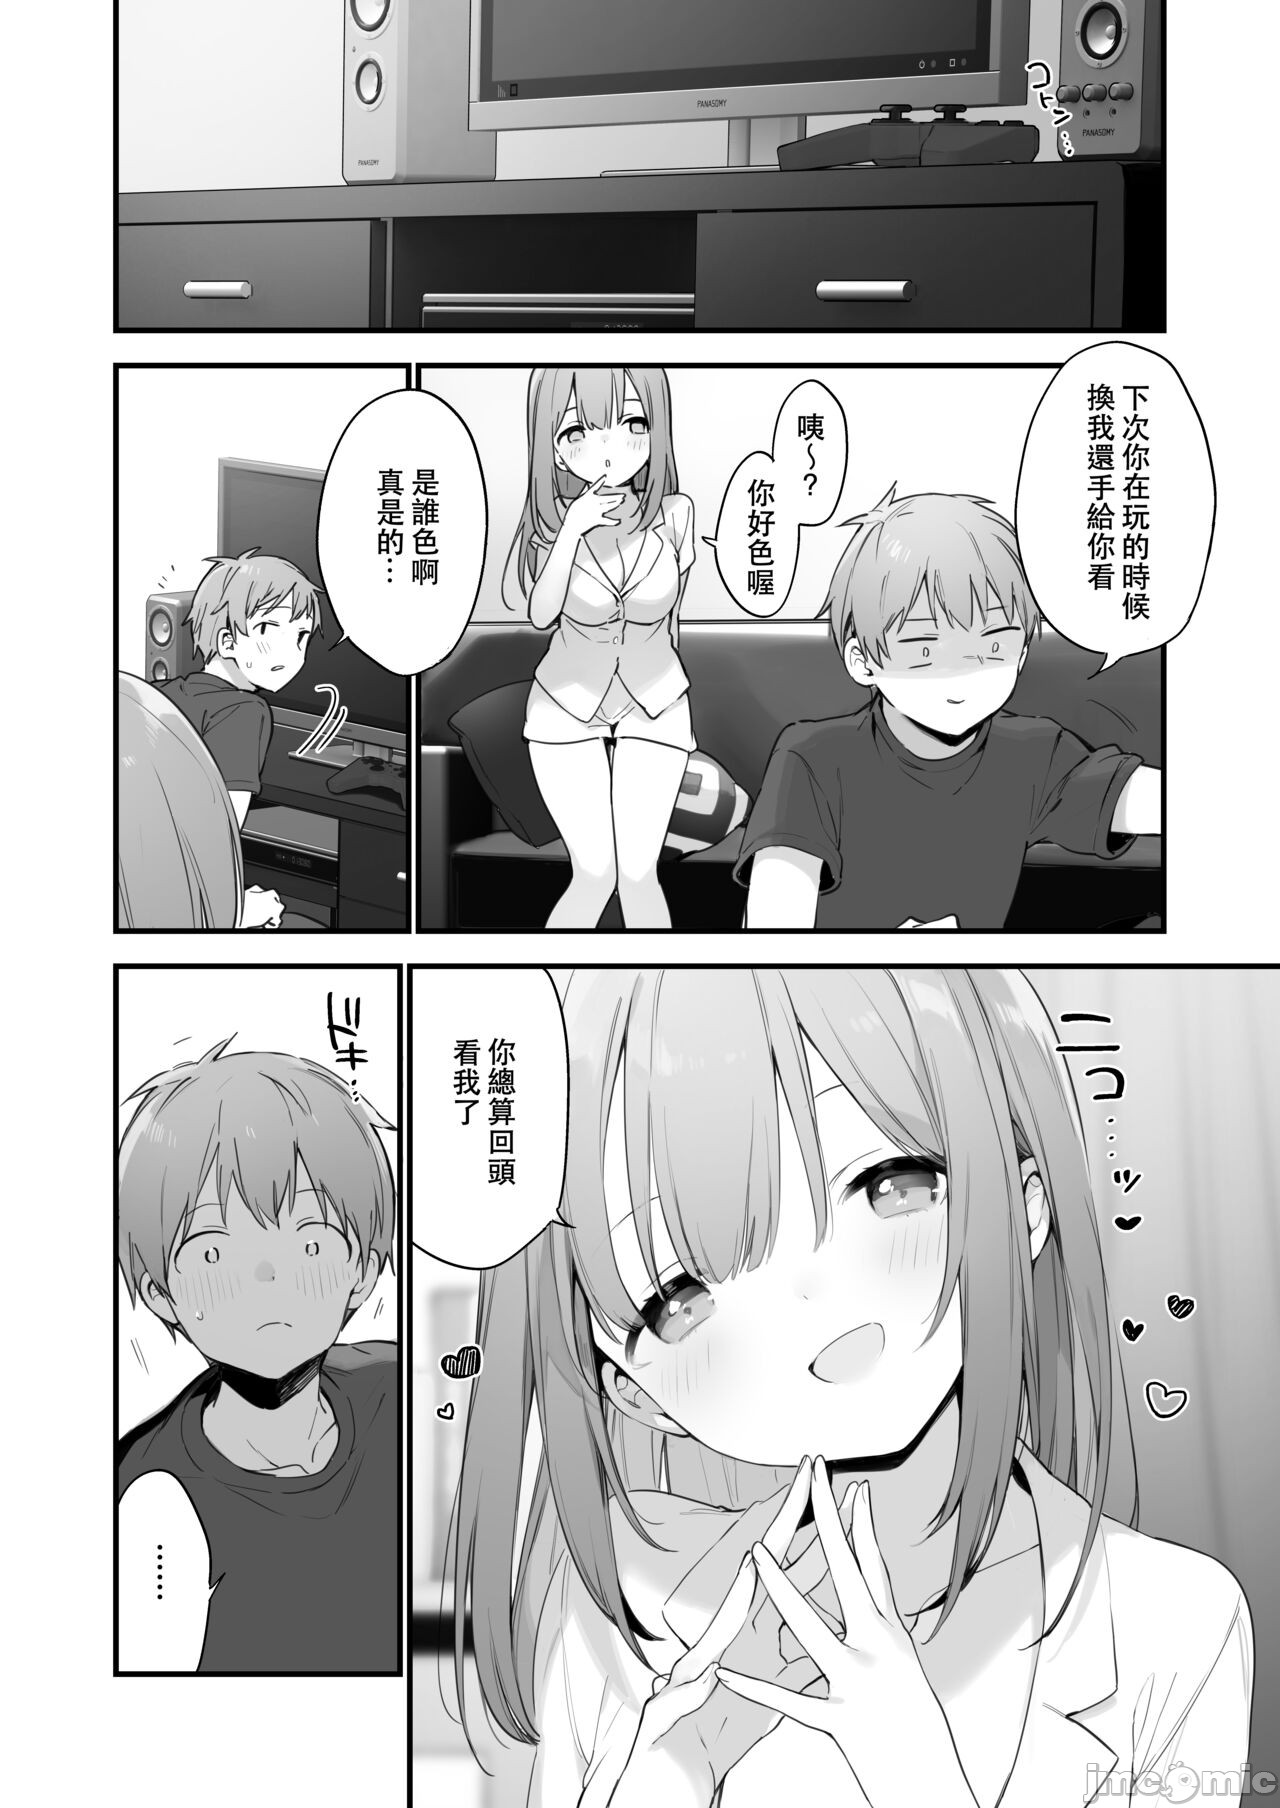 PANASOMY
PANASOMY
PANASOMY
コトン…
下次你在玩的時候
換我還手給你看
咦～?
你好色喔
是誰色啊
真是的…
ニコ…ッ
你總算回頭
看我了
ドキ…
……
jmcomic